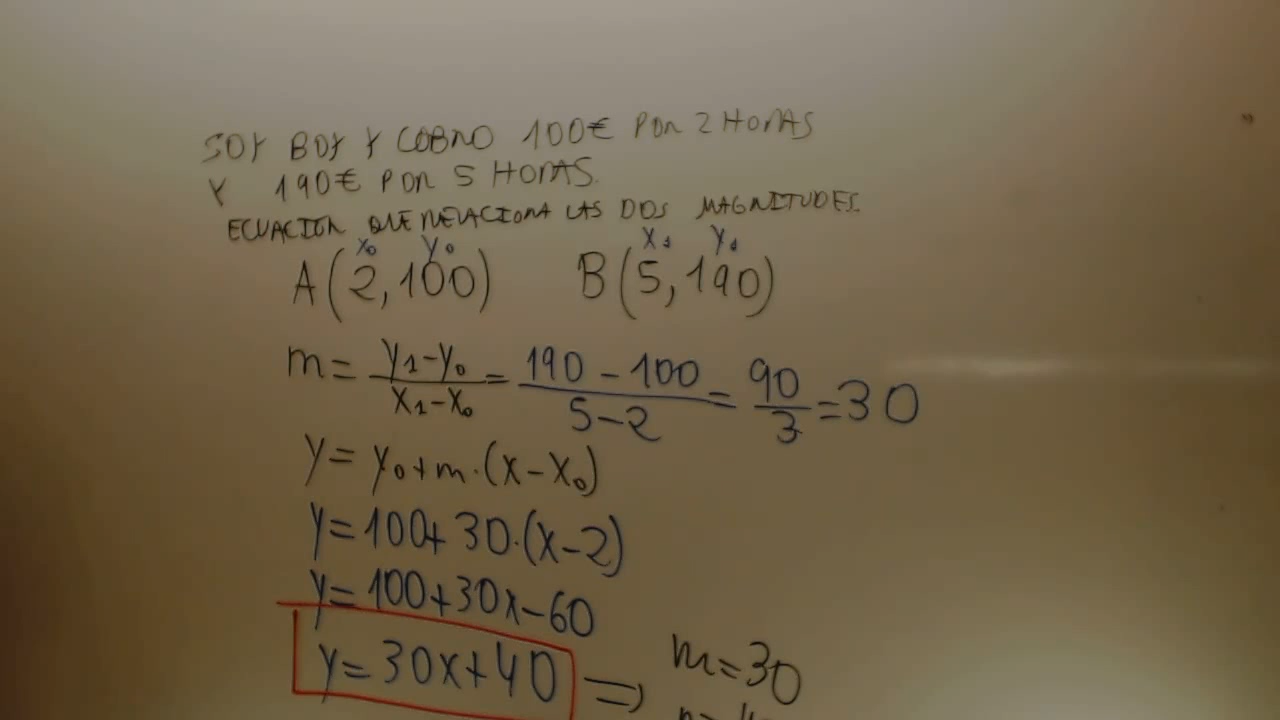 SOY BOY Y COBRO 100€ POR 2 HORAS
Y 190€ POR 5 HORAS.
ECUACION QUE RELACIONA LAS DOS MAGNITUDES.
x₀ y₀ x₁ y₁
A(2,100) B(5,190)
m = (y₁-y₀)/(x₁-x₀) = (190-100)/(5-2) = 90/3 = 30
y = y₀+m·(x-x₀)
y = 100+30·(x-2)
y = 100+30x-60
y = 30x+40 ⇒ m=30